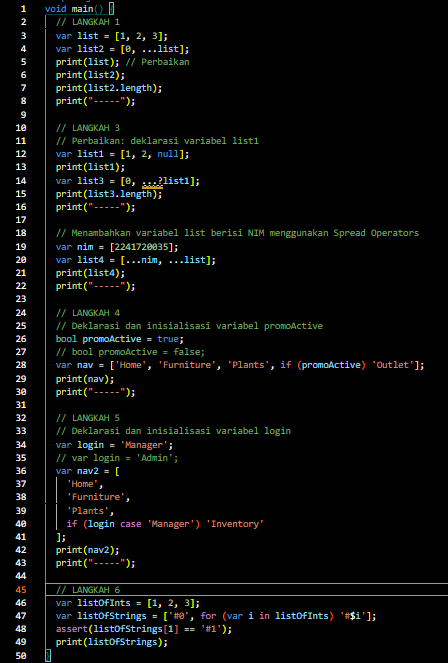 1 void main() {
2 // LANGKAH 1
3 var list = [1, 2, 3];
4 var list2 = [0, ...list];
5 print(list); // Perbaikan
6 print(list2);
7 print(list2.length);
8 print("-----");
9
10 // LANGKAH 3
11 // Perbaikan: deklarasi variabel list1
12 var list1 = [1, 2, null];
13 print(list1);
14 var list3 = [0, ...?list1];
15 print(list3.length);
16 print("-----");
17
18 // Menambahkan variabel list berisi NIM menggunakan Spread Operators
19 var nim = [2241720035];
20 var list4 = [...nim, ...list];
21 print(list4);
22 print("-----");
23
24 // LANGKAH 4
25 // Deklarasi dan inisialisasi variabel promoActive
26 bool promoActive = true;
27 // bool promoActive = false;
28 var nav = ['Home', 'Furniture', 'Plants', if (promoActive) 'Outlet'];
29 print(nav);
30 print("-----");
31
32 // LANGKAH 5
33 // Deklarasi dan inisialisasi variabel login
34 var login = 'Manager';
35 // var login = 'Admin';
36 var nav2 = [
37 'Home',
38 'Furniture',
39 'Plants',
40 if (login case 'Manager') 'Inventory'
41 ];
42 print(nav2);
43 print("-----");
44
45 // LANGKAH 6
46 var listOfInts = [1, 2, 3];
47 var listOfStrings = ['#0', for (var i in listOfInts) '#$i'];
48 assert(listOfStrings[1] == '#1');
49 print(listOfStrings);
50 }